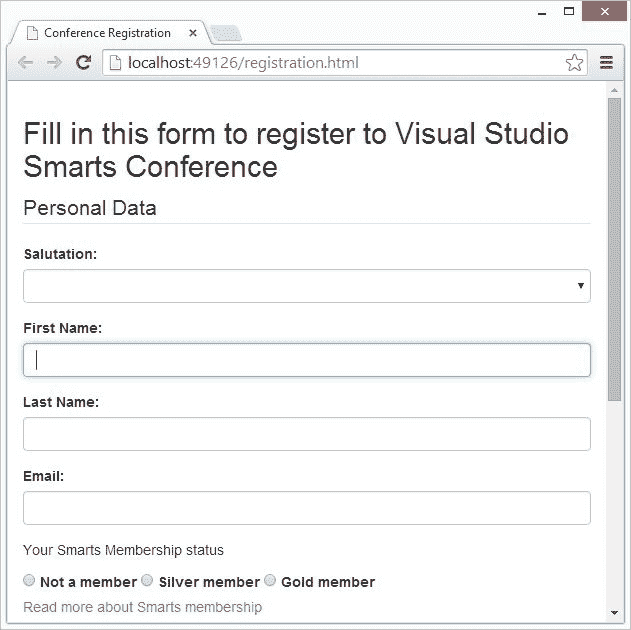 Conference Registration
localhost:49126/registration.html
Fill in this form to register to Visual Studio
Smarts Conference
Personal Data
Salutation:
First Name:
Last Name:
Email:
Your Smarts Membership status
Not a member Silver member Gold member
Read more about Smarts membership